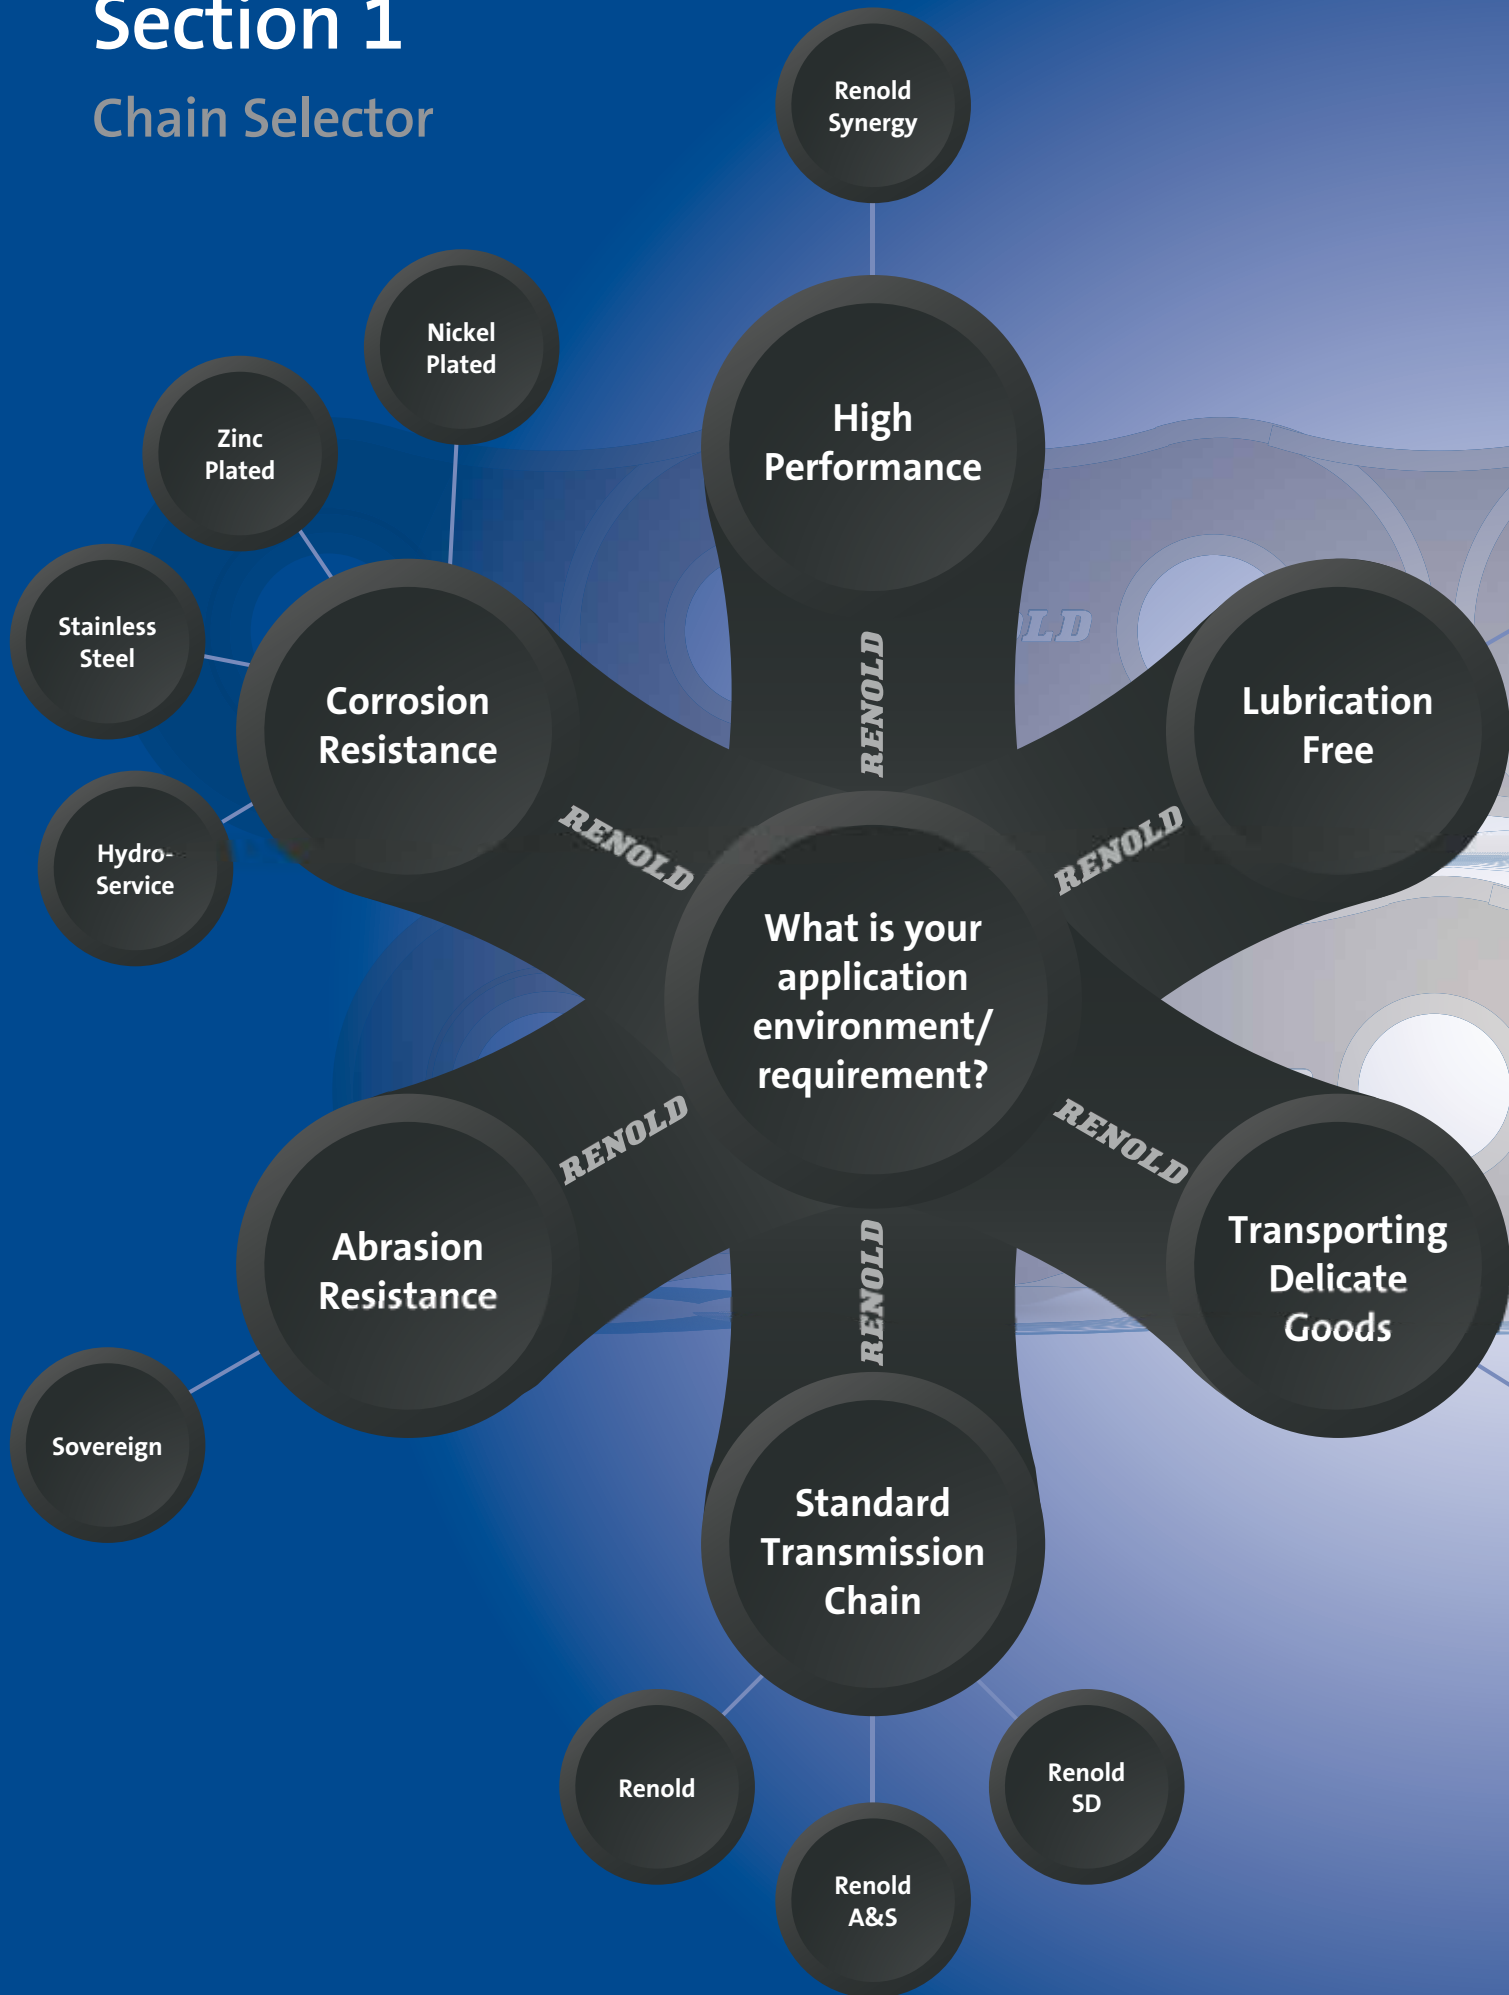 Section 1
Chain Selector
Renold
Synergy
Nickel
Plated
Zinc
Plated
Stainless
Steel
Hydro-
Service
High
Performance
Corrosion
Resistance
Lubrication
Free
RENOLD
RENOLD
RENOLD
LD
What is your
application
environment/
requirement?
RENOLD
RENOLD
RENOLD
Abrasion
Resistance
Transporting
Delicate
Goods
Sovereign
Standard
Transmission
Chain
Renold
Renold
SD
Renold
A&S